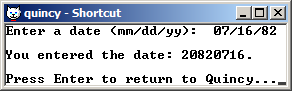 quincy - Shortcut
Enter a date (mm/dd/yy):  07/16/82
You entered the date: 20820716.
Press Enter to return to Quincy...